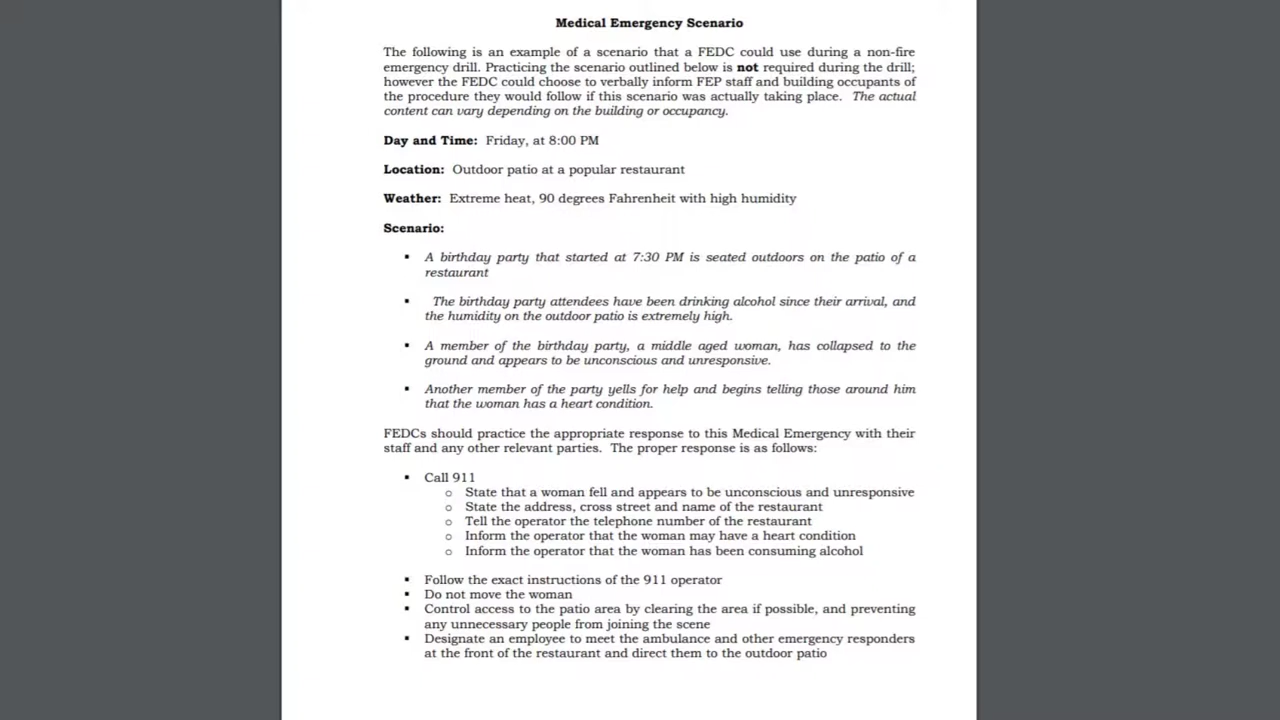 Medical Emergency Scenario
The following is an example of a scenario that a FEDC could use during a non-fire
emergency drill. Practicing the scenario outlined below is not required during the drill;
however the FEDC could choose to verbally inform FEP staff and building occupants of
the procedure they would follow if this scenario was actually taking place. The actual
content can vary depending on the building or occupancy.
Day and Time: Friday, at 8:00 PM
Location: Outdoor patio at a popular restaurant
Weather: Extreme heat, 90 degrees Fahrenheit with high humidity
Scenario:
▪ A birthday party that started at 7:30 PM is seated outdoors on the patio of a
restaurant
▪ The birthday party attendees have been drinking alcohol since their arrival, and
the humidity on the outdoor patio is extremely high.
▪ A member of the birthday party, a middle aged woman, has collapsed to the
ground and appears to be unconscious and unresponsive.
▪ Another member of the party yells for help and begins telling those around him
that the woman has a heart condition.
FEDCs should practice the appropriate response to this Medical Emergency with their
staff and any other relevant parties. The proper response is as follows:
▪ Call 911
o State that a woman fell and appears to be unconscious and unresponsive
o State the address, cross street and name of the restaurant
o Tell the operator the telephone number of the restaurant
o Inform the operator that the woman may have a heart condition
o Inform the operator that the woman has been consuming alcohol
▪ Follow the exact instructions of the 911 operator
▪ Do not move the woman
▪ Control access to the patio area by clearing the area if possible, and preventing
any unnecessary people from joining the scene
▪ Designate an employee to meet the ambulance and other emergency responders
at the front of the restaurant and direct them to the outdoor patio